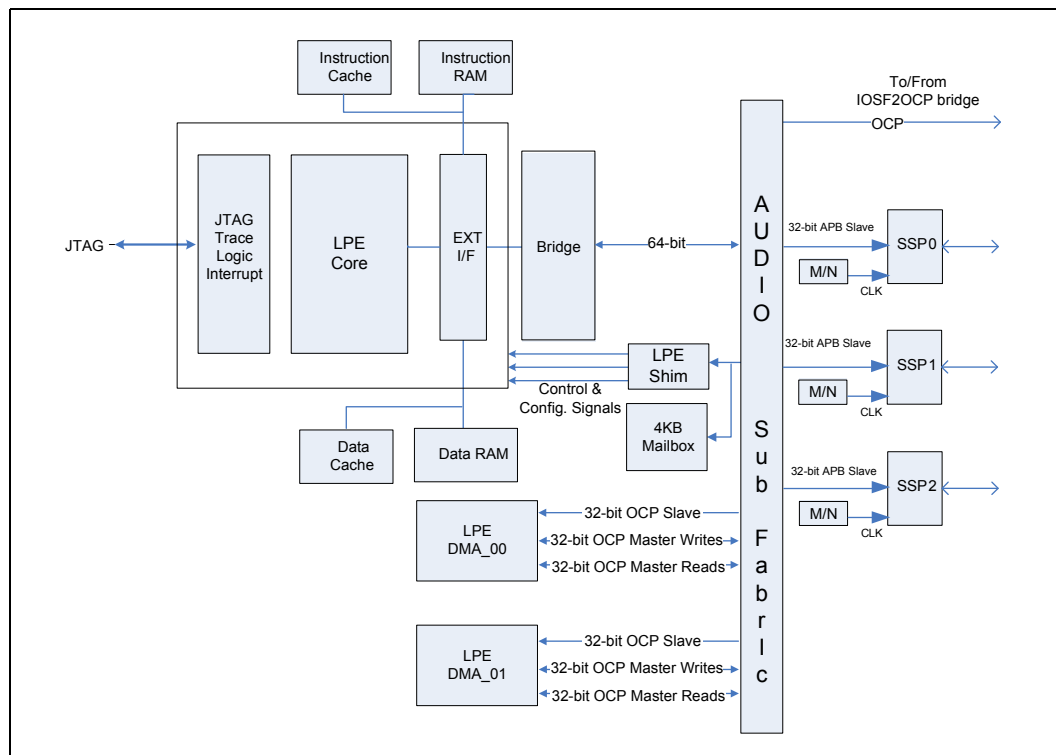 Instruction
Cache
Instruction
RAM
To/From
IOSF2OCP bridge
OCP
JTAG
JTAG
Trace
Logic
Interrupt
LPE
Core
EXT
I/F
Bridge
64-bit
AUDIO
Sub
FabrIc
32-bit APB Slave
SSP0
M/N
CLK
32-bit APB Slave
SSP1
M/N
CLK
32-bit APB Slave
SSP2
M/N
CLK
LPE
Shim
Control &
Config. Signals
4KB
Mailbox
Data
Cache
Data RAM
LPE
DMA_00
32-bit OCP Slave
32-bit OCP Master Writes
32-bit OCP Master Reads
LPE
DMA_01
32-bit OCP Slave
32-bit OCP Master Writes
32-bit OCP Master Reads